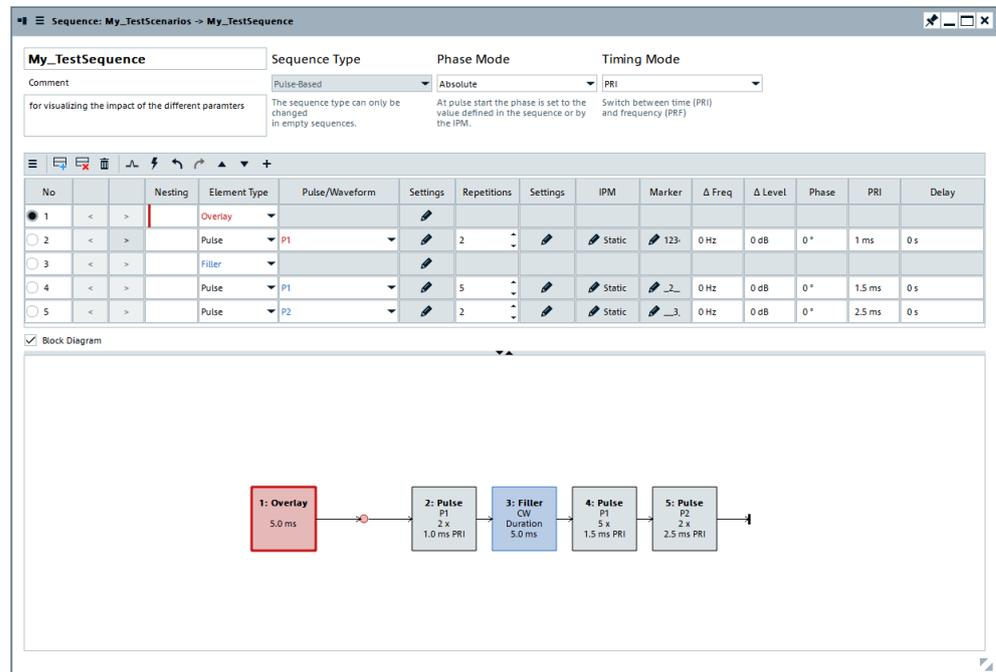 Sequence: My_TestScenarios -> My_TestSequence
My_TestSequence
Sequence Type
Phase Mode
Timing Mode
Comment
Pulse-Based
Absolute
PRI
for visualizing the impact of the different paramters
The sequence type can only be
changed
in empty sequences.
At pulse start the phase is set to the
value defined in the sequence or by
the IPM.
Switch between time (PRI)
and frequency (PRF)
No Nesting Element Type Pulse/Waveform Settings Repetitions Settings IPM Marker Δ Freq Δ Level Phase PRI Delay
1 < > Overlay
2 < > Pulse P1 2 Static 123- 0 Hz 0 dB 0 ° 1 ms 0 s
3 < > Filler
4 < > Pulse P1 5 Static _2_ 0 Hz 0 dB 0 ° 1.5 ms 0 s
5 < > Pulse P2 2 Static __3_ 0 Hz 0 dB 0 ° 2.5 ms 0 s
Block Diagram
1: Overlay
5.0 ms
2: Pulse
P1
2 x
1.0 ms PRI
3: Filler
CW
Duration
5.0 ms
4: Pulse
P1
5 x
1.5 ms PRI
5: Pulse
P2
2 x
2.5 ms PRI